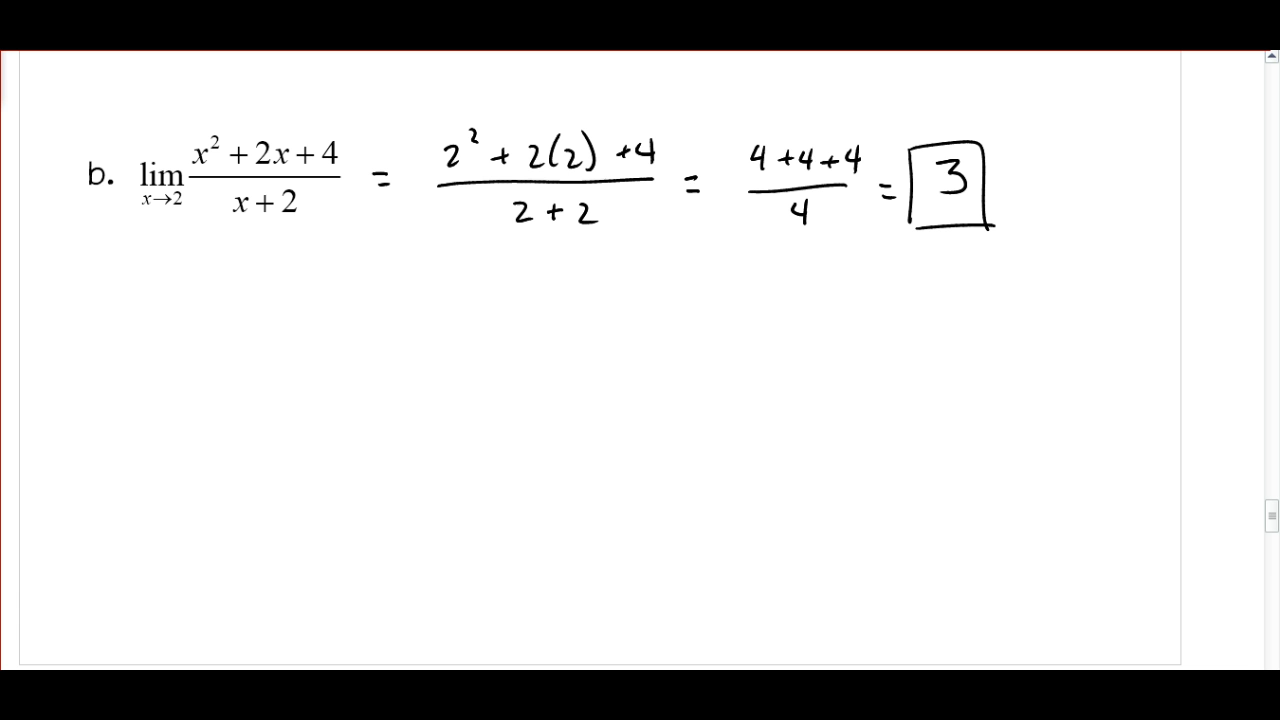 b. lim x→2 (x² + 2x + 4)/(x + 2) = (2² + 2(2) + 4)/(2 + 2) = (4 + 4 + 4)/4 = 3